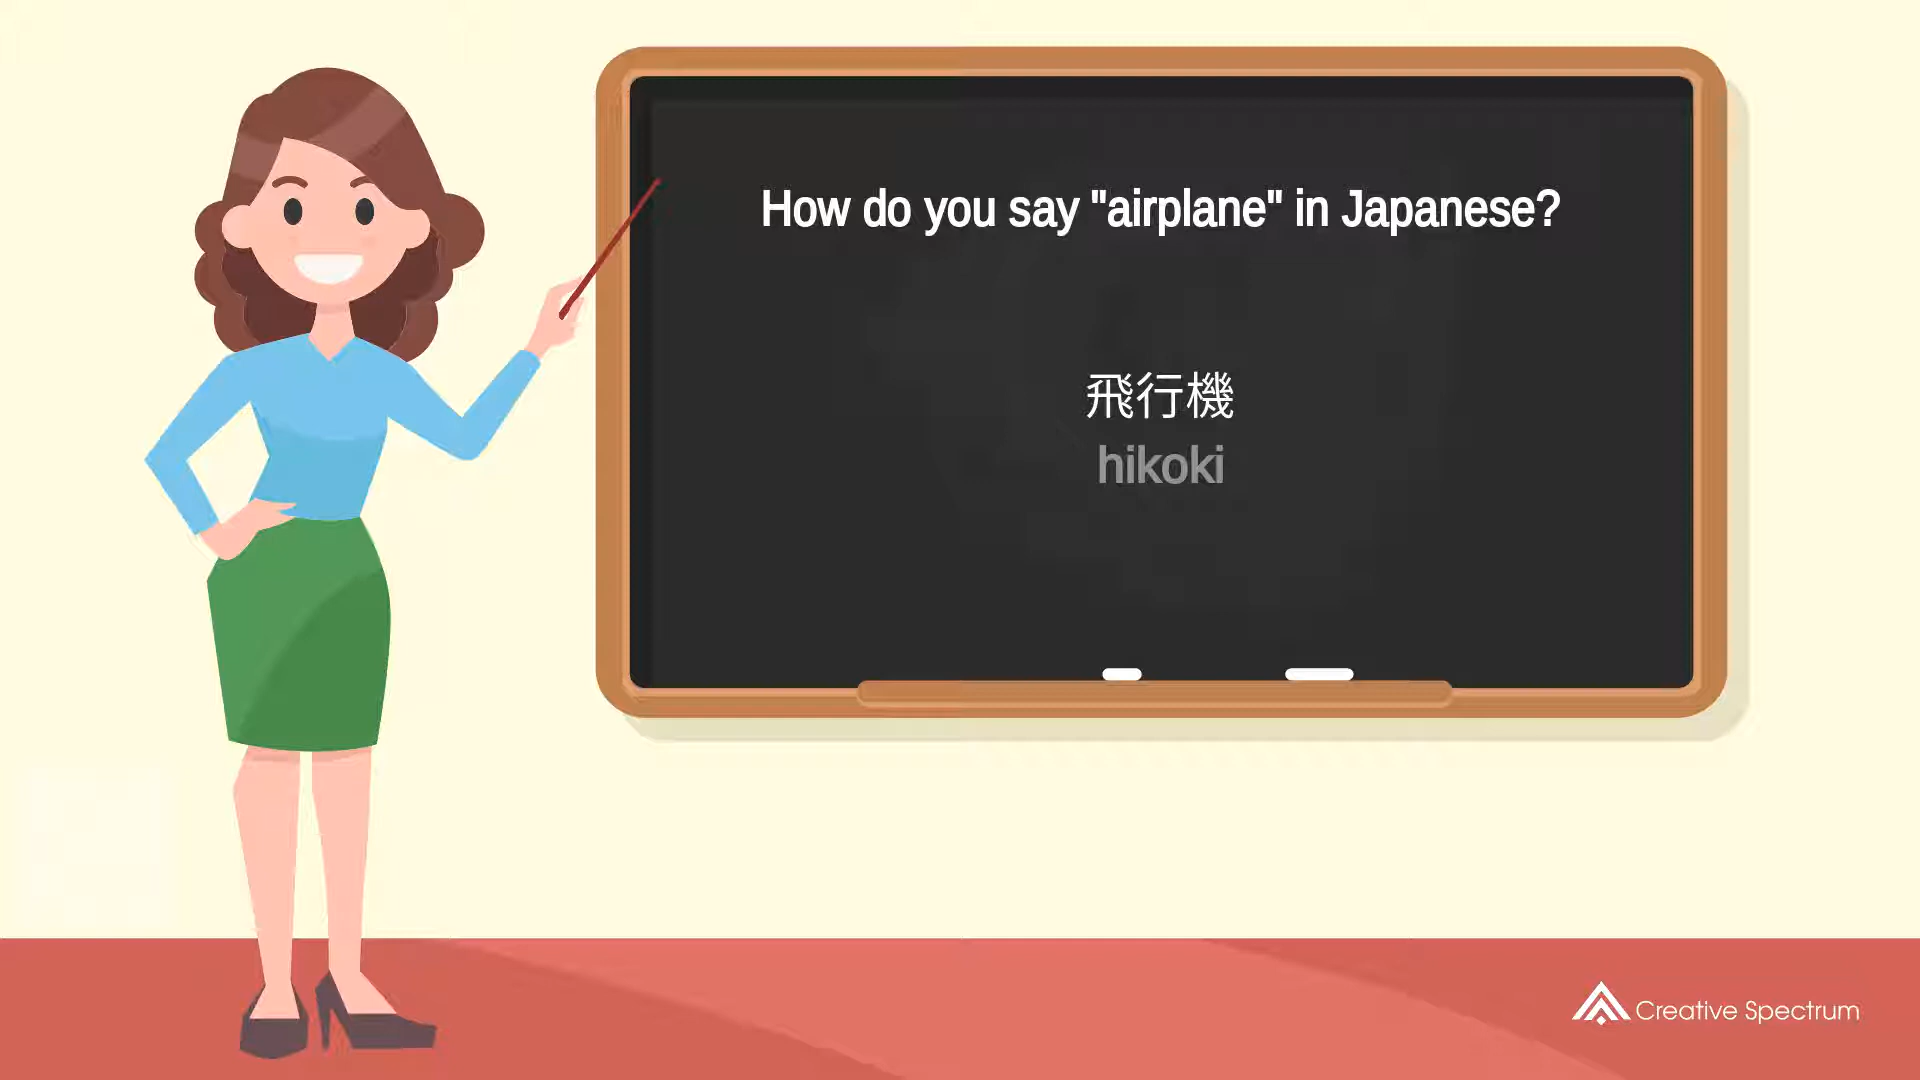 How do you say "airplane" in Japanese?
飛行機
hikoki
Creative Spectrum